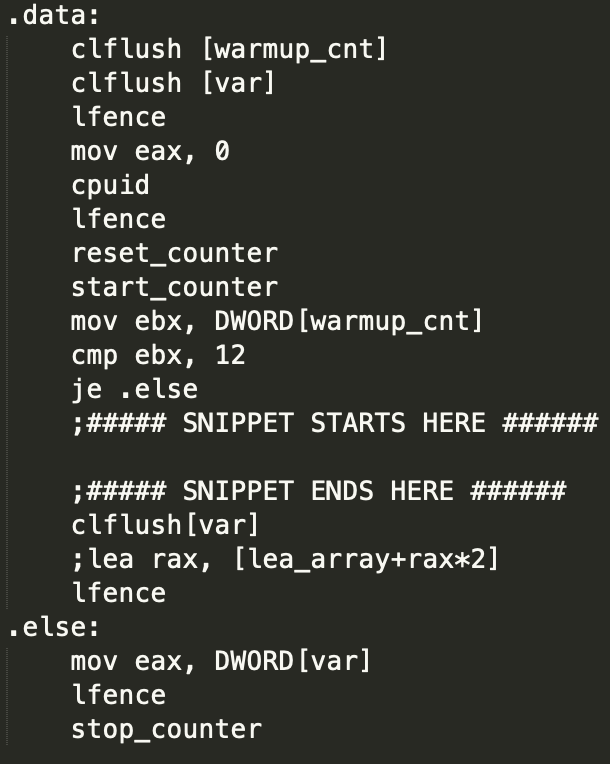 .data:
    clflush [warmup_cnt]
    clflush [var]
    lfence
    mov eax, 0
    cpuid
    lfence
    reset_counter
    start_counter
    mov ebx, DWORD[warmup_cnt]
    cmp ebx, 12
    je .else
    ;##### SNIPPET STARTS HERE ######

    ;##### SNIPPET ENDS HERE ######
    clflush[var]
    ;lea rax, [lea_array+rax*2]
    lfence
.else:
    mov eax, DWORD[var]
    lfence
    stop_counter